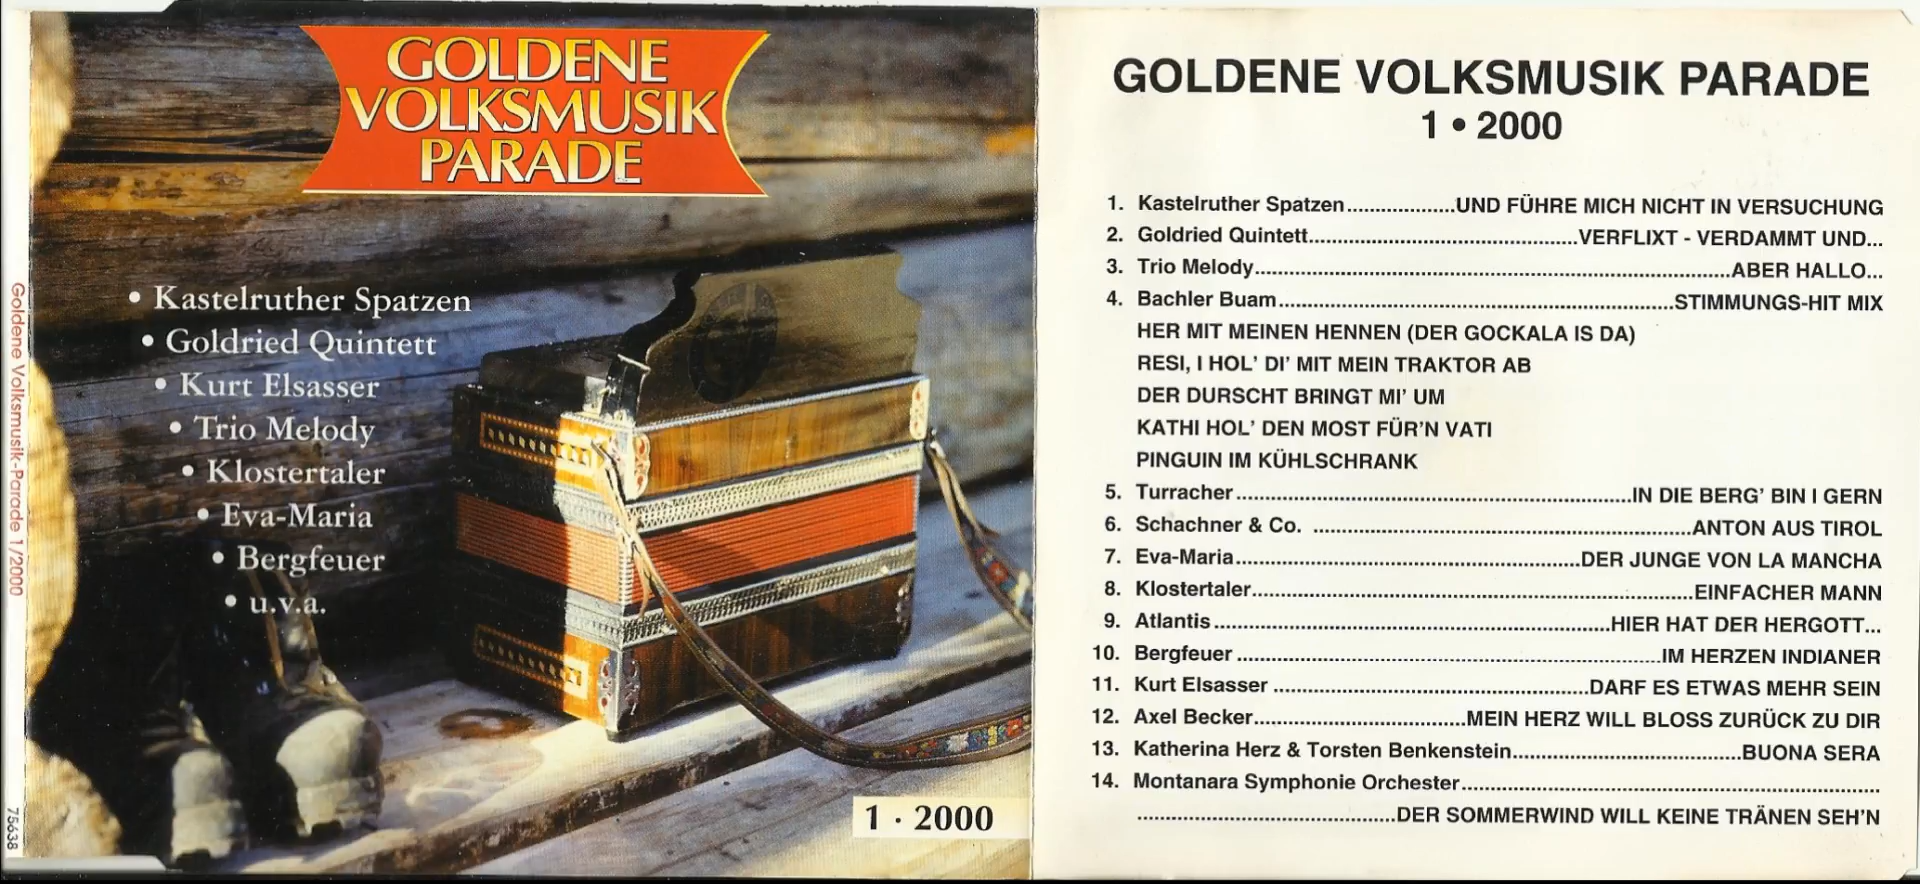 GOLDENE
VOLKSMUSIK
PARADE
• Kastelruther Spatzen
• Goldried Quintett
• Kurt Elsasser
• Trio Melody
• Klostertaler
• Eva-Maria
• Bergfeuer
• u.v.a.
1 · 2000
Goldene Volksmusik-Parade 1/2000
75638
GOLDENE VOLKSMUSIK PARADE
1 • 2000
1. Kastelruther Spatzen....................UND FÜHRE MICH NICHT IN VERSUCHUNG
2. Goldried Quintett....................VERFLIXT - VERDAMMT UND...
3. Trio Melody....................ABER HALLO...
4. Bachler Buam....................STIMMUNGS-HIT MIX
HER MIT MEINEN HENNEN (DER GOCKALA IS DA)
RESI, I HOL' DI' MIT MEIN TRAKTOR AB
DER DURSCHT BRINGT MI' UM
KATHI HOL' DEN MOST FÜR'N VATI
PINGUIN IM KÜHLSCHRANK
5. Turracher....................IN DIE BERG' BIN I GERN
6. Schachner & Co. ....................ANTON AUS TIROL
7. Eva-Maria....................DER JUNGE VON LA MANCHA
8. Klostertaler....................EINFACHER MANN
9. Atlantis....................HIER HAT DER HERGOTT...
10. Bergfeuer ....................IM HERZEN INDIANER
11. Kurt Elsasser ....................DARF ES ETWAS MEHR SEIN
12. Axel Becker....................MEIN HERZ WILL BLOSS ZURÜCK ZU DIR
13. Katherina Herz & Torsten Benkenstein....................BUONA SERA
14. Montanara Symphonie Orchester....................
....................DER SOMMERWIND WILL KEINE TRÄNEN SEH'N